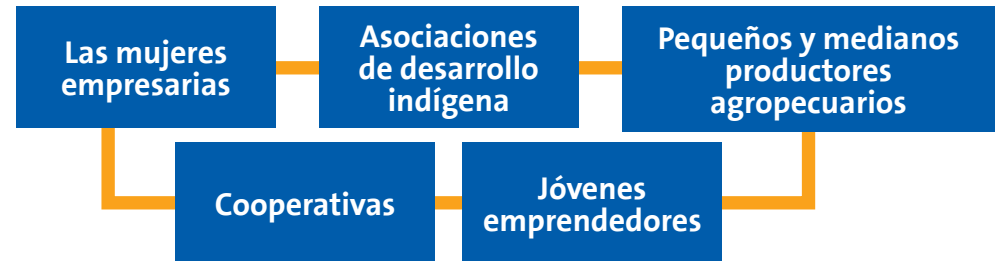 Las mujeres
empresarias
Asociaciones
de desarrollo
indígena
Pequeños y medianos
productores
agropecuarios
Cooperativas
Jóvenes
emprendedores